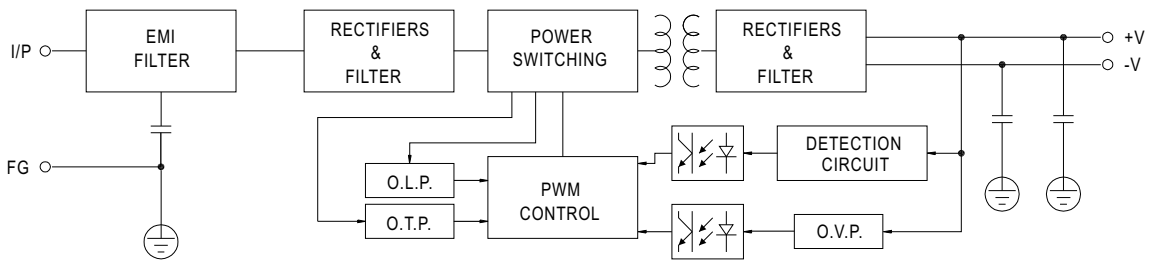 I/P
EMI
FILTER
RECTIFIERS
&
FILTER
POWER
SWITCHING
RECTIFIERS
&
FILTER
+V
-V
FG
O.L.P.
O.T.P.
PWM
CONTROL
DETECTION
CIRCUIT
O.V.P.